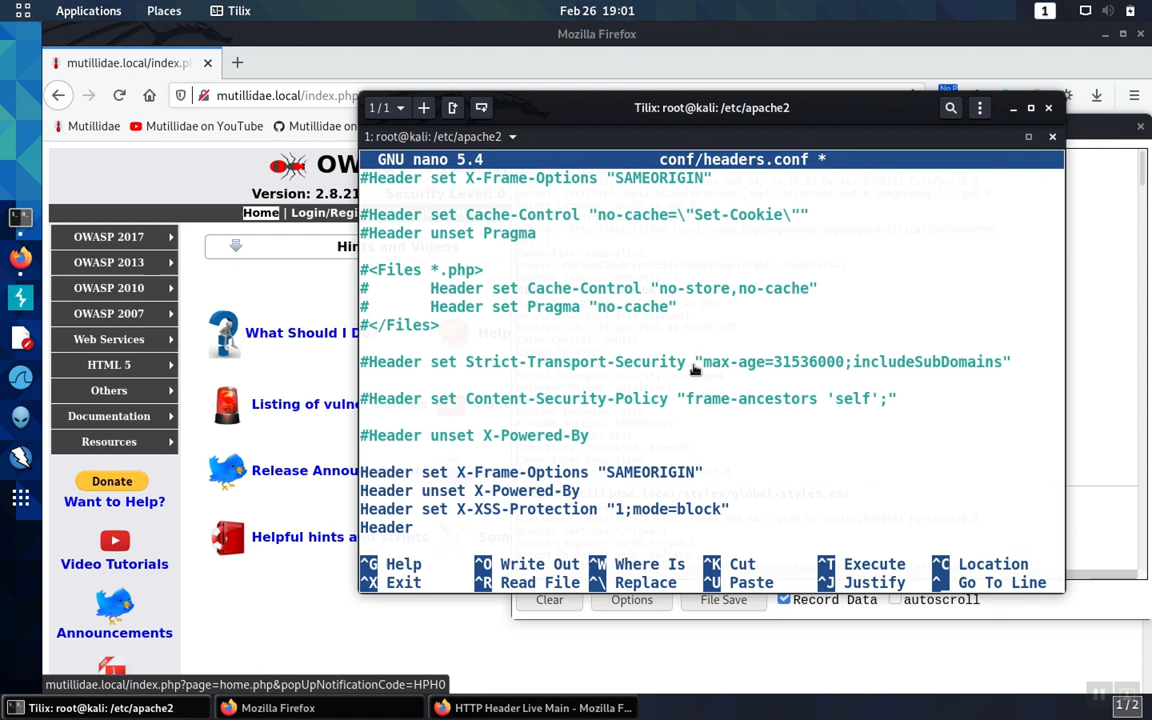 Applications Places Tilix Feb 26 19:01 1
Mozilla Firefox
mutillidae.local/index.p
mutillidae.local/index.php
Mutillidae Mutillidae on YouTube Mutillidae on
1/1 Tilix: root@kali: /etc/apache2
1: root@kali: /etc/apache2
GNU nano 5.4 conf/headers.conf *
#Header set X-Frame-Options "SAMEORIGIN"
#Header set Cache-Control "no-cache=\"Set-Cookie\""
#Header unset Pragma
#<Files *.php>
# Header set Cache-Control "no-store,no-cache"
# Header set Pragma "no-cache"
#</Files>
#Header set Strict-Transport-Security "max-age=31536000;includeSubDomains"
#Header set Content-Security-Policy "frame-ancestors 'self';"
#Header unset X-Powered-By
Header set X-Frame-Options "SAMEORIGIN"
Header unset X-Powered-By
Header set X-XSS-Protection "1;mode=block"
Header
^G Help ^O Write Out ^W Where Is ^K Cut ^T Execute ^C Location
^X Exit ^R Read File ^\ Replace ^U Paste ^J Justify ^_ Go To Line
OW
Version: 2.8.21
Home | Login/Regi
OWASP 2017
OWASP 2013
OWASP 2010
OWASP 2007
Web Services
HTML 5
Others
Documentation
Resources
Donate
Want to Help?
Video Tutorials
Announcements
Hin
What Should I D
Listing of vuln
Release Annou
Helpful hints a
Clear Options File Save Record Data autoscroll
mutillidae.local/index.php?page=home.php&popUpNotificationCode=HPH0
Tilix: root@kali: /etc/apache2 Mozilla Firefox HTTP Header Live Main - Mozilla F... 1/2